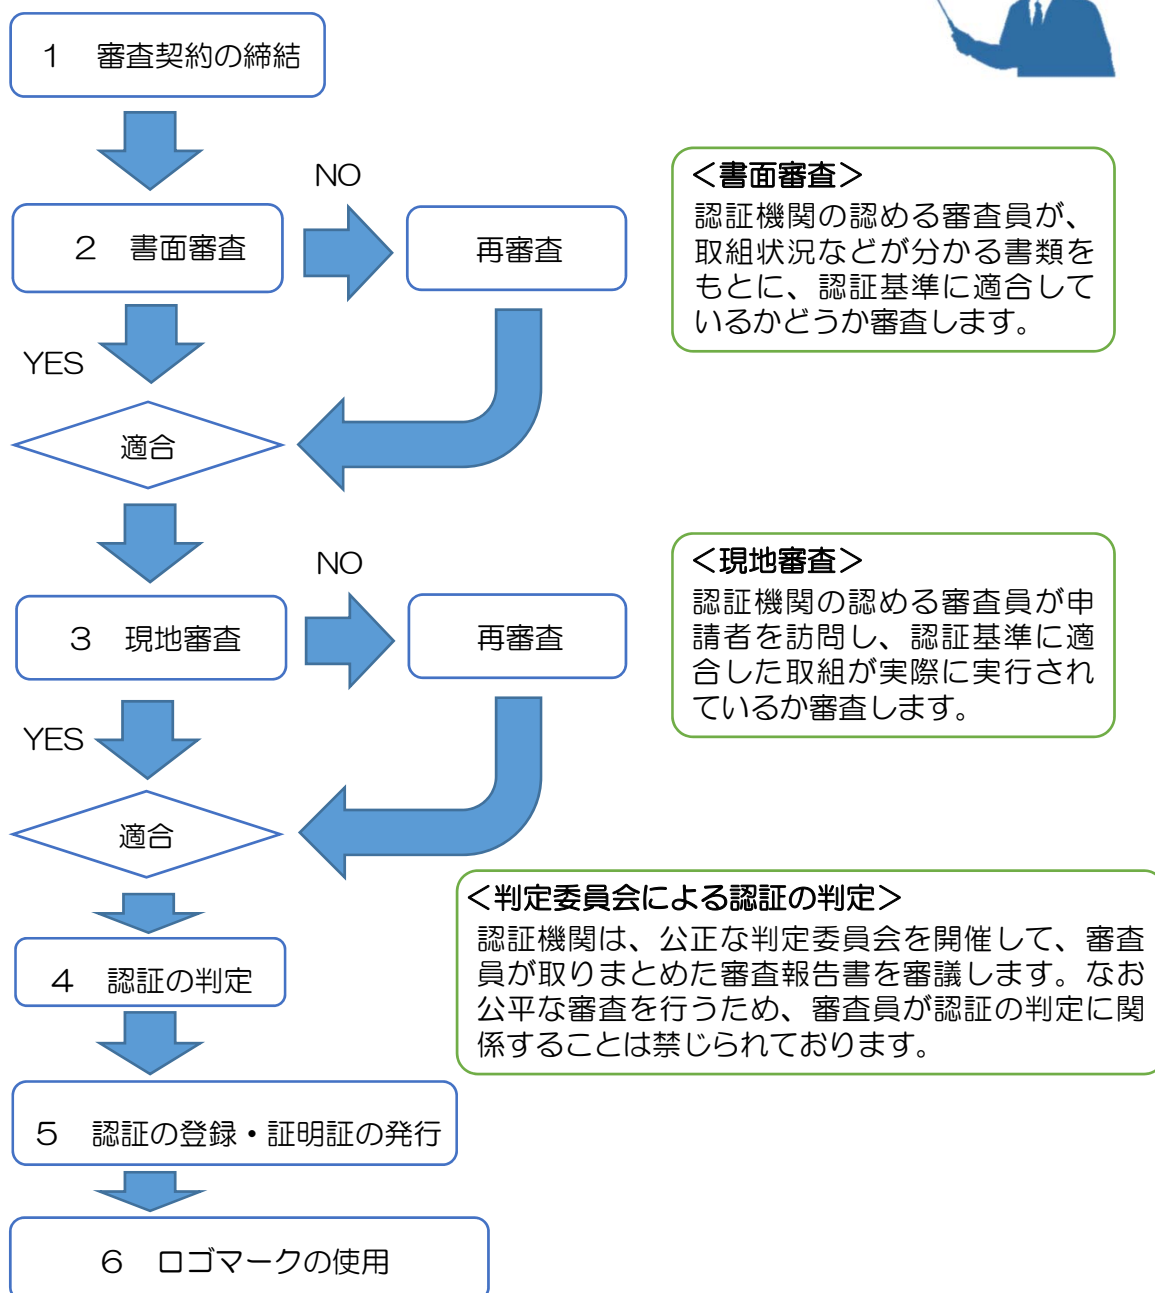 １　審査契約の締結
NO
２　書面審査
再審査
＜書面審査＞
認証機関の認める審査員が、
取組状況などが分かる書類を
もとに、認証基準に適合して
いるかどうか審査します。
YES
適合
NO
３　現地審査
再審査
＜現地審査＞
認証機関の認める審査員が申
請者を訪問し、認証基準に適
合した取組が実際に実行され
ているか審査します。
YES
適合
＜判定委員会による認証の判定＞
認証機関は、公正な判定委員会を開催して、審査
員が取りまとめた審査報告書を審議します。なお
公平な審査を行うため、審査員が認証の判定に関
係することは禁じられております。
４　認証の判定
５　認証の登録・証明証の発行
６　ロゴマークの使用